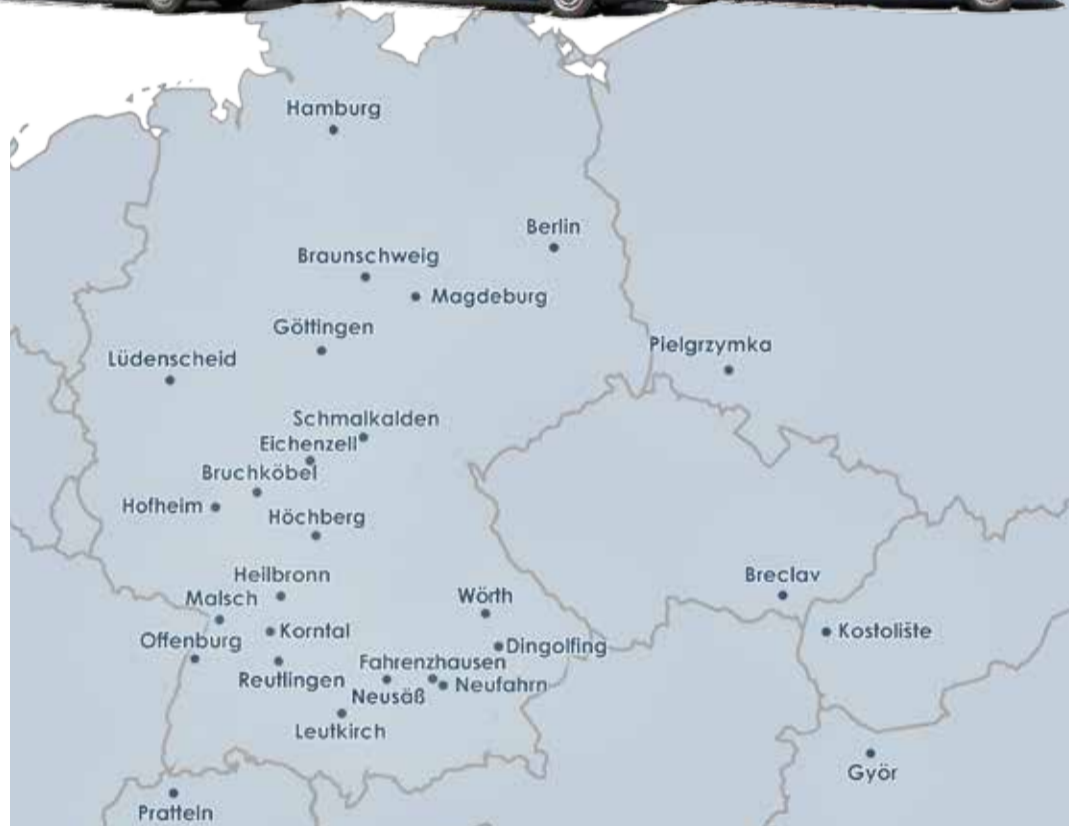 Hamburg
Berlin
Braunschweig
Magdeburg
Göttingen
Pielgrzymka
Lüdenscheid
Schmalkalden
Eichenzell
Bruchköbel
Hofheim
Höchberg
Heilbronn
Breclav
Malsch
Wörth
Korntal
Kostolište
Offenburg
Dingolfing
Fahrenzhausen
Reutlingen
Neufahrn
Neusäß
Leutkirch
Györ
Pratteln